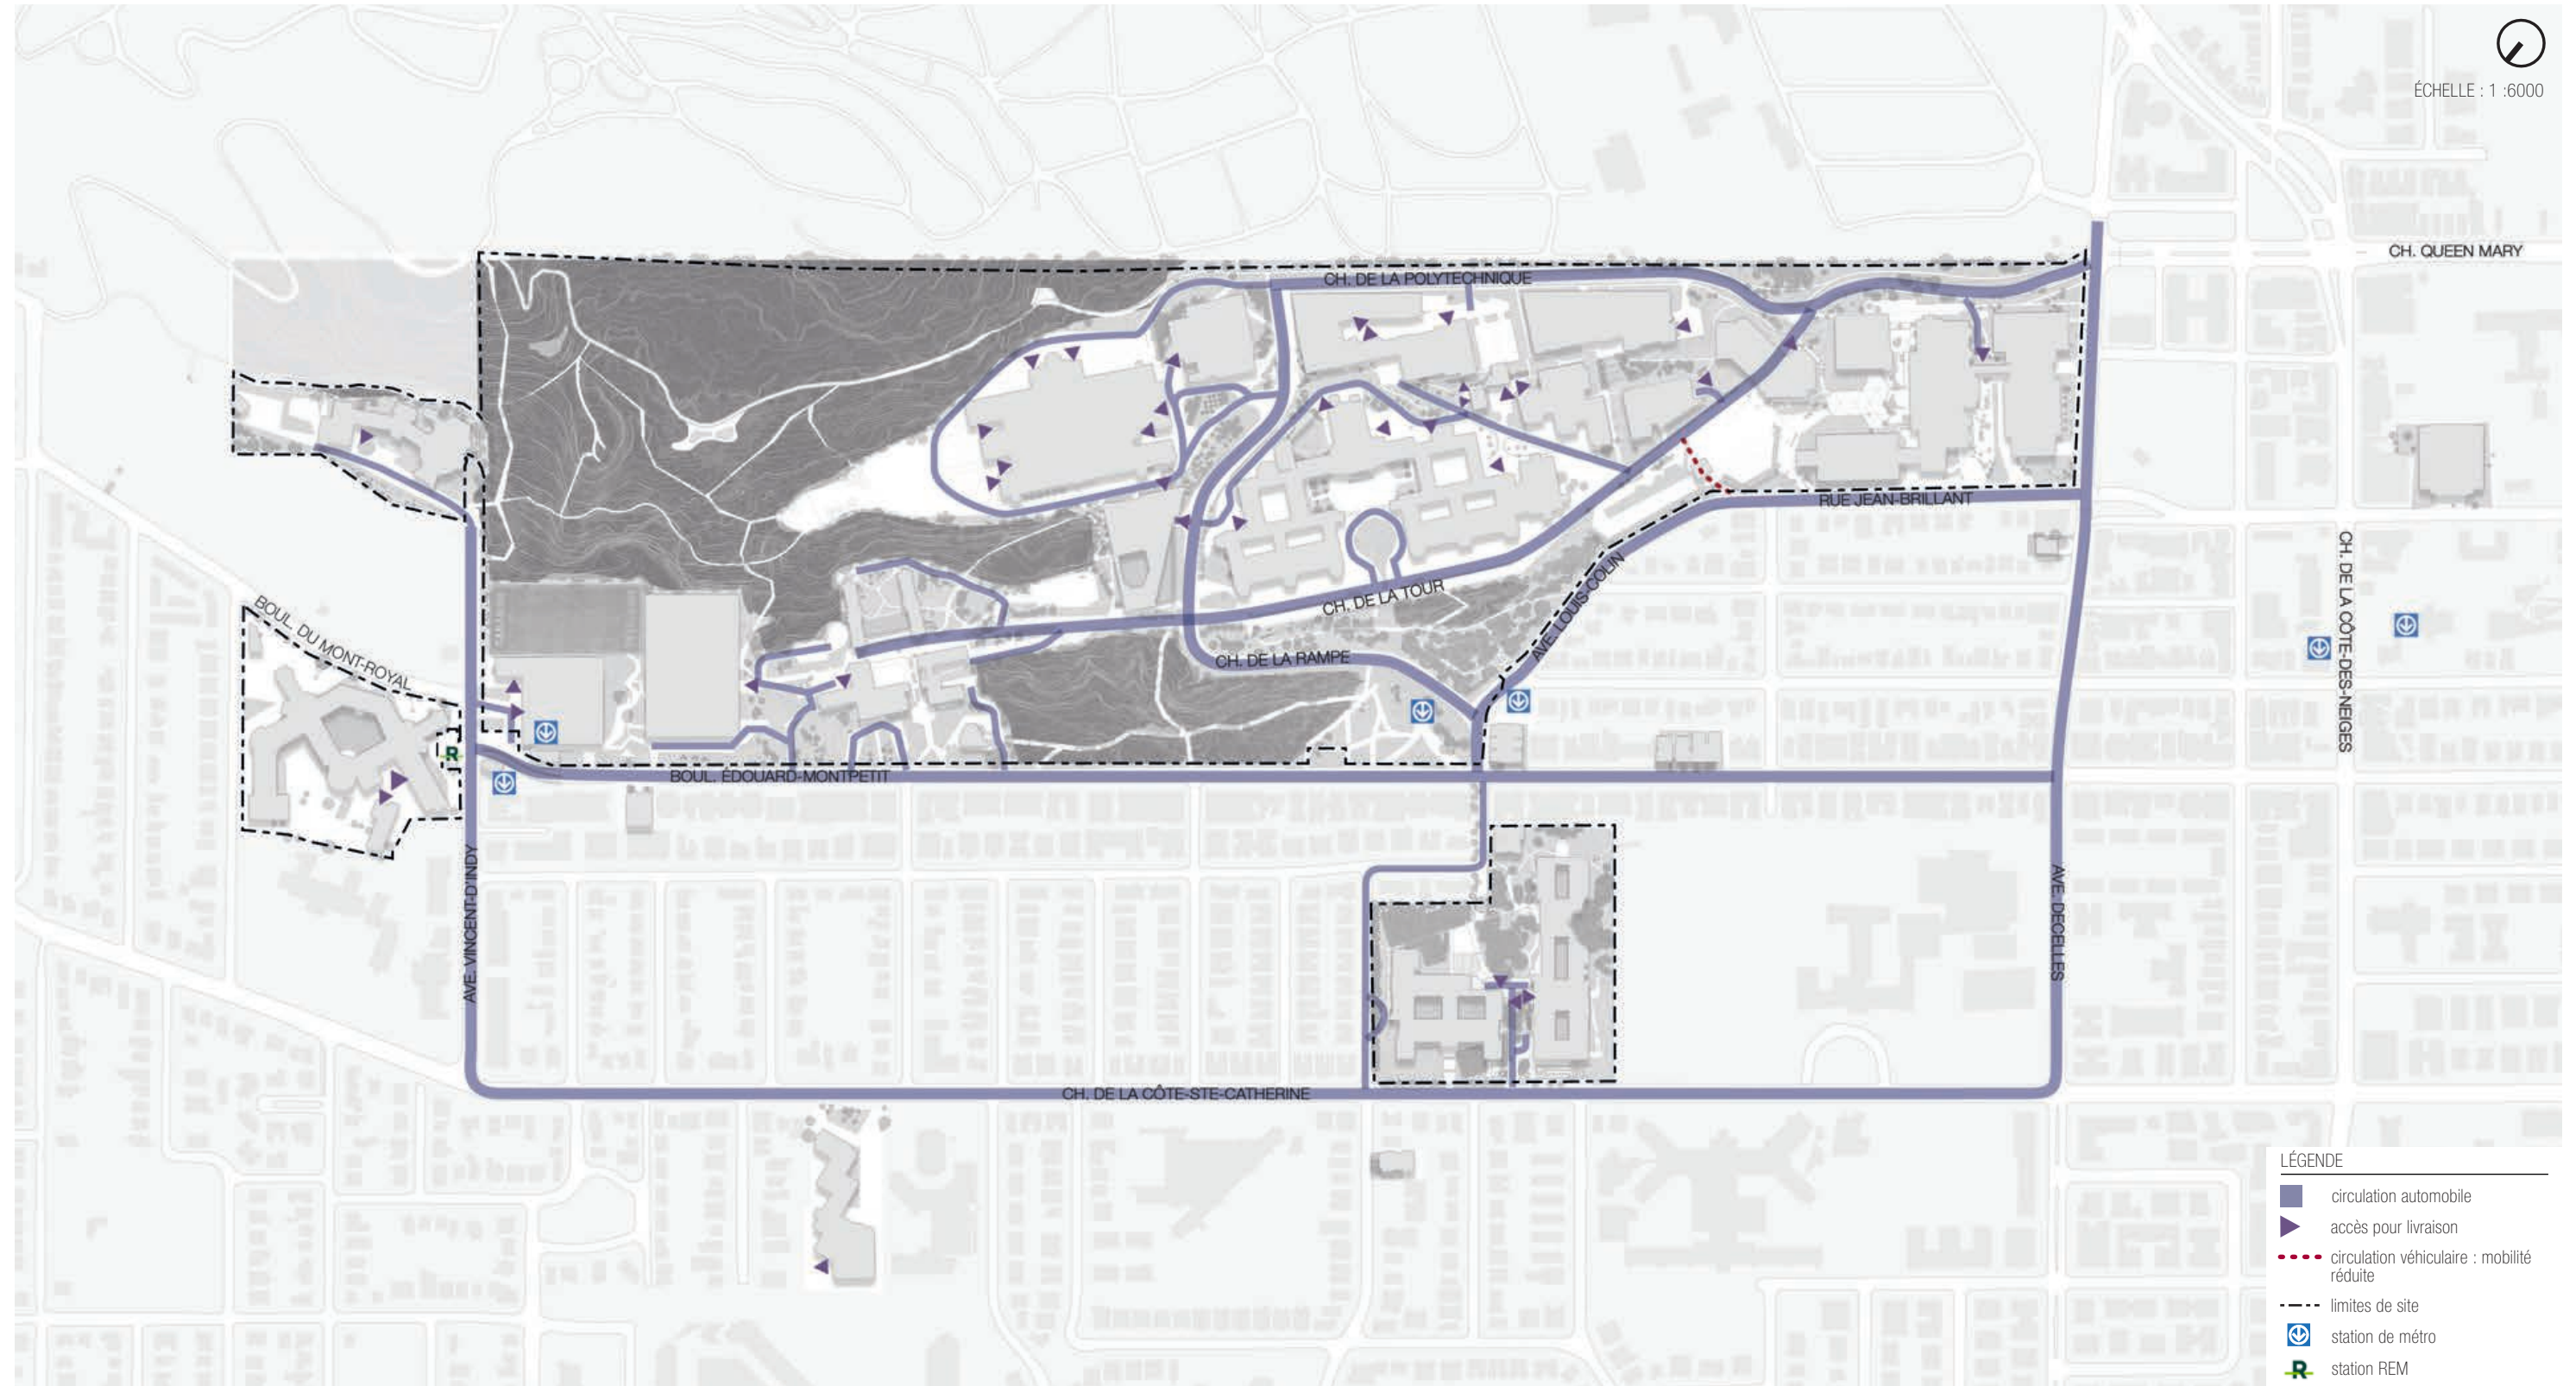 ÉCHELLE : 1 :6000
CH. QUEEN MARY
CH. DE LA POLYTECHNIQUE
RUE JEAN-BRILLANT
CH. DE LA CÔTE-DES-NEIGES
AVE. LOUIS-COLIN
CH. DE LA TOUR
BOUL. DU MONT-ROYAL
CH. DE LA RAMPE
R
BOUL. ÉDOUARD-MONTPETIT
AVE. VINCENT-D'INDY
AVE. DECELLES
CH. DE LA CÔTE-STE-CATHERINE
LÉGENDE
circulation automobile
accès pour livraison
circulation véhiculaire : mobilité
réduite
limites de site
station de métro
R station REM